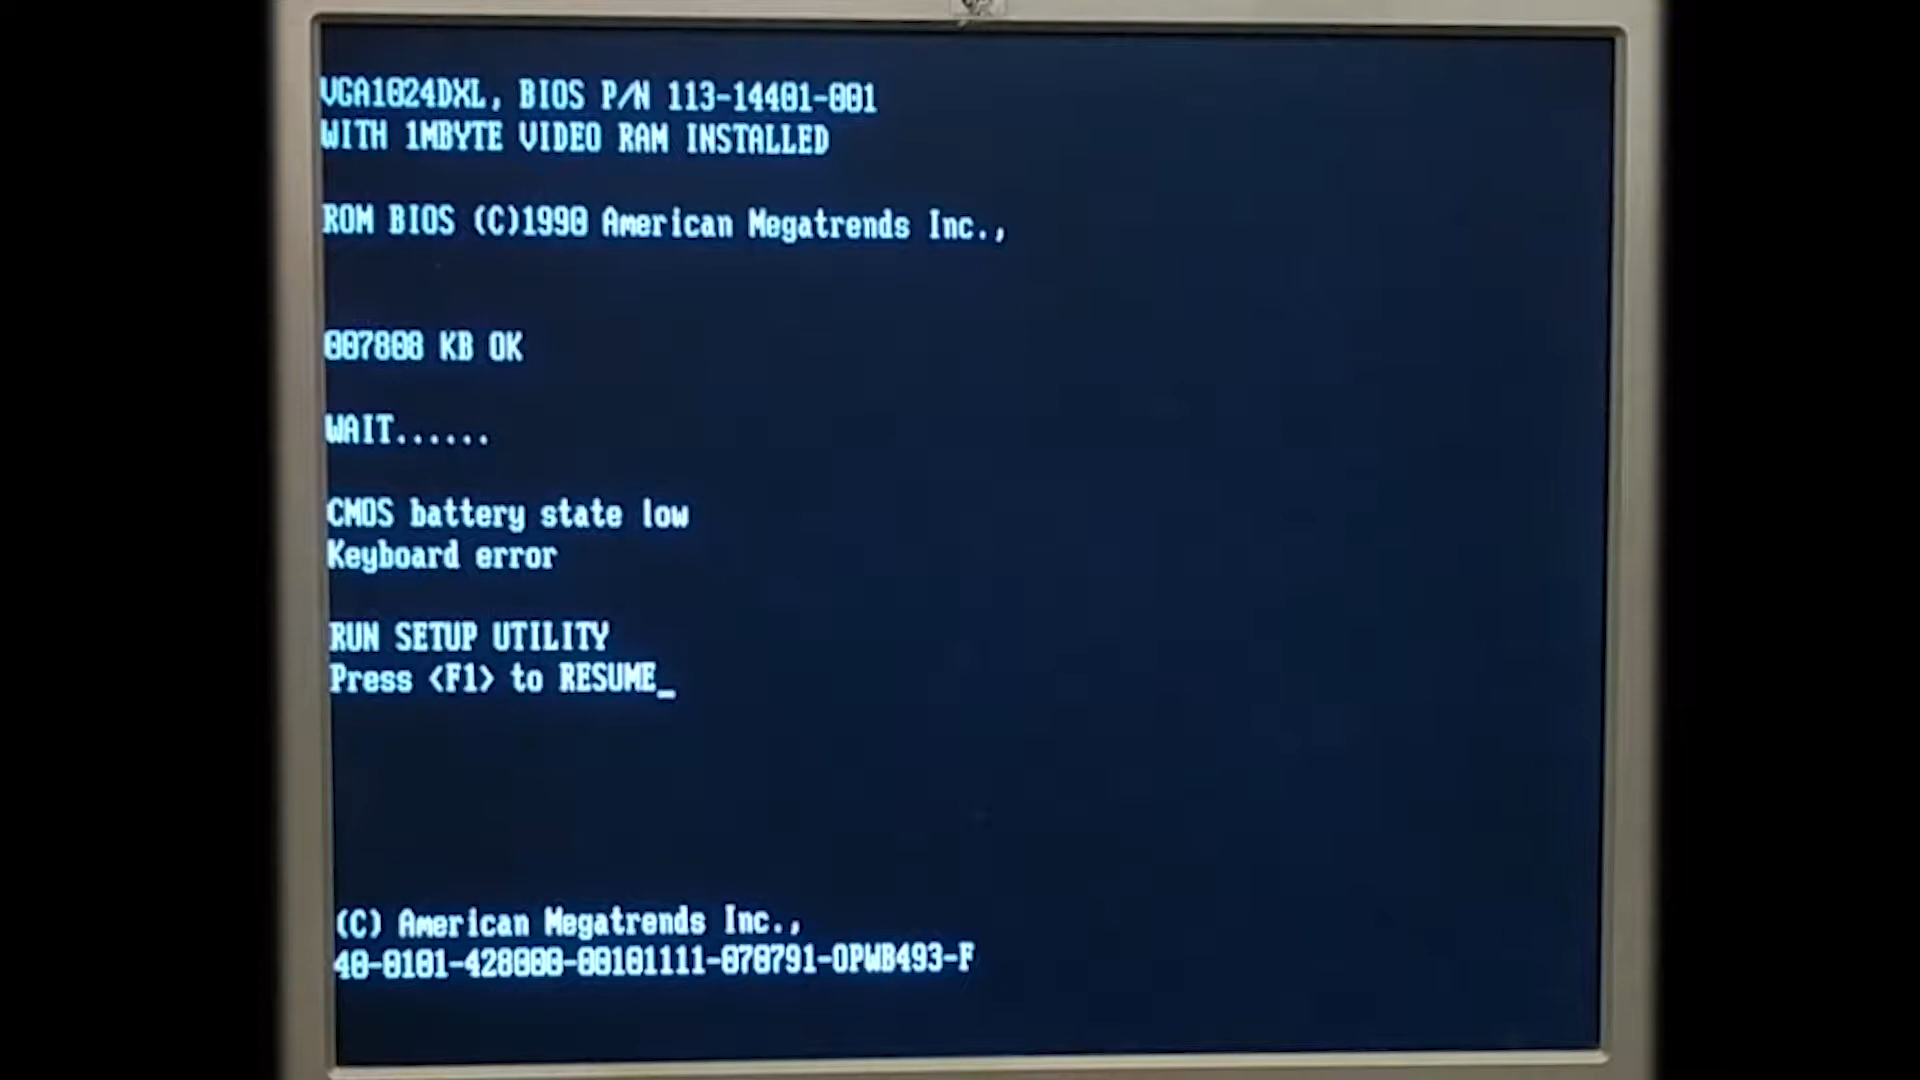 VGA1024DXL, BIOS P/N 113-14401-001
WITH 1MBYTE VIDEO RAM INSTALLED
ROM BIOS (C)1990 American Megatrends Inc.,
007808 KB OK
WAIT......
CMOS battery state low
Keyboard error
RUN SETUP UTILITY
Press <F1> to RESUME_
(C) American Megatrends Inc.,
40-0101-428000-00101111-070791-OPWB493-F